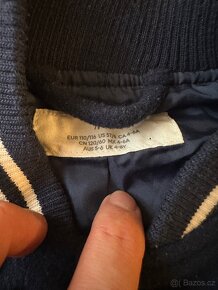 EUR 110/116 US 5T/6 CA 4-6A
CN 120/60 MX 4-6A
AUS 5-6 UK 4-6Y
Bazos.cz